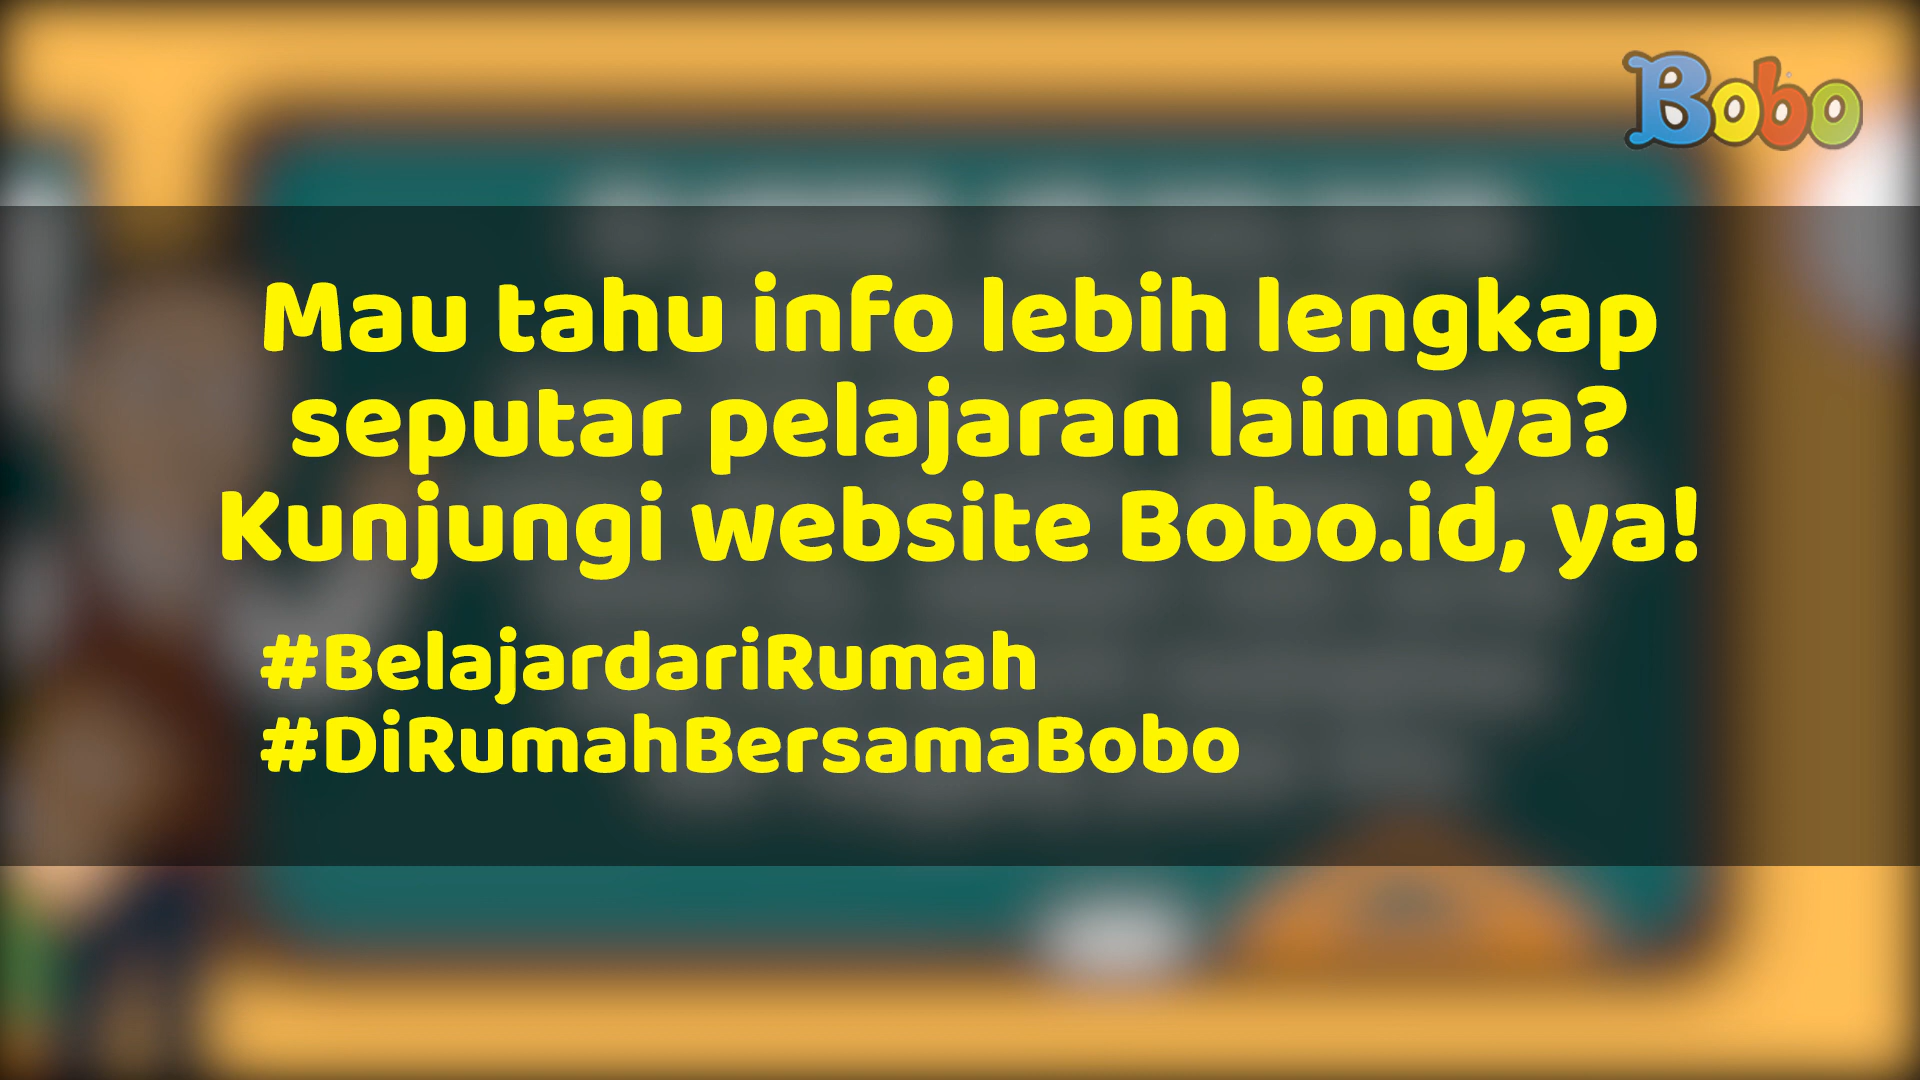 Bobo
Mau tahu info lebih lengkap
seputar pelajaran lainnya?
Kunjungi website Bobo.id, ya!
#BelajardariRumah
#DiRumahBersamaBobo